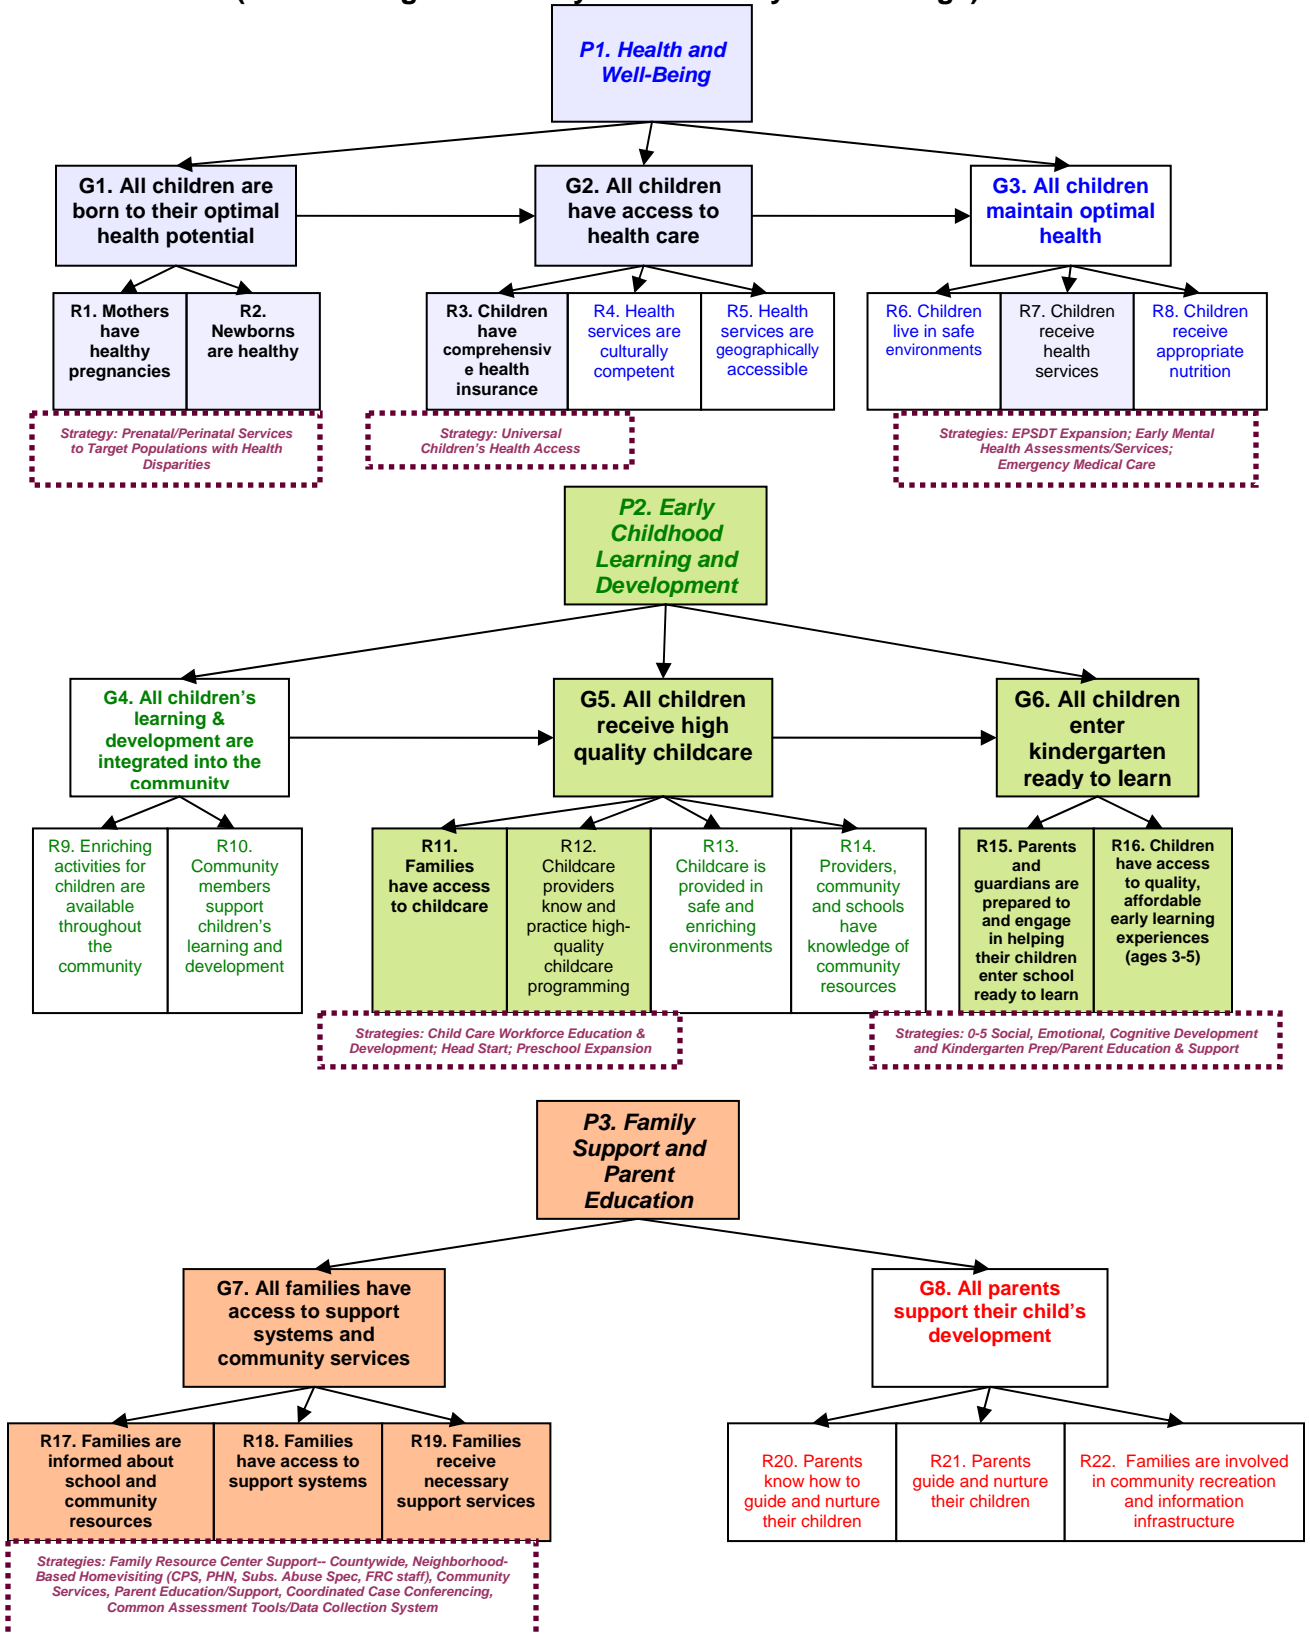 P1. Health and
Well-Being
G1. All children are
born to their optimal
health potential
G2. All children
have access to
health care
G3. All children
maintain optimal
health
R1. Mothers
have
healthy
pregnancies
R2.
Newborns
are healthy
R3. Children
have
comprehensiv
e health
insurance
R4. Health
services are
culturally
competent
R5. Health
services are
geographically
accessible
R6. Children
live in safe
environments
R7. Children
receive
health
services
R8. Children
receive
appropriate
nutrition
Strategy: Prenatal/Perinatal Services
to Target Populations with Health
Disparities
Strategy: Universal
Children's Health Access
Strategies: EPSDT Expansion; Early Mental
Health Assessments/Services;
Emergency Medical Care
P2. Early
Childhood
Learning and
Development
G4. All children's
learning &
development are
integrated into the
community
G5. All children
receive high
quality childcare
G6. All children
enter
kindergarten
ready to learn
R9. Enriching
activities for
children are
available
throughout
the
community
R10.
Community
members
support
children's
learning and
development
R11.
Families
have access
to childcare
R12.
Childcare
providers
know and
practice high-
quality
childcare
programming
R13.
Childcare is
provided in
safe and
enriching
environments
R14.
Providers,
community
and schools
have
knowledge of
community
resources
R15. Parents
and
guardians are
prepared to
and engage
in helping
their children
enter school
ready to learn
R16. Children
have access
to quality,
affordable
early learning
experiences
(ages 3-5)
Strategies: Child Care Workforce Education &
Development; Head Start; Preschool Expansion
Strategies: 0-5 Social, Emotional, Cognitive Development
and Kindergarten Prep/Parent Education & Support
P3. Family
Support and
Parent
Education
G7. All families have
access to support
systems and
community services
G8. All parents
support their child's
development
R17. Families are
informed about
school and
community
resources
R18. Families
have access to
support systems
R19. Families
receive
necessary
support services
R20. Parents
know how to
guide and nurture
their children
R21. Parents
guide and nurture
their children
R22. Families are involved
in community recreation
and information
infrastructure
Strategies: Family Resource Center Support-- Countywide, Neighborhood-
Based Homevisiting (CPS, PHN, Subs. Abuse Spec, FRC staff), Community
Services, Parent Education/Support, Coordinated Case Conferencing,
Common Assessment Tools/Data Collection System